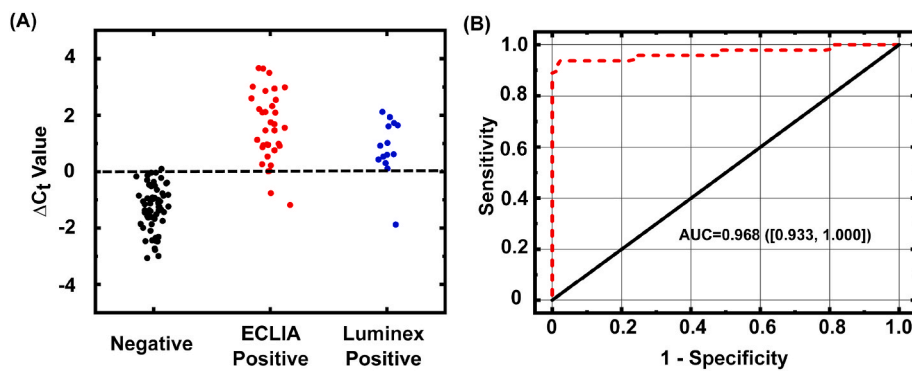 (A)
4
2
0
-2
-4
ΔCt Value
Negative
ECLIA
Positive
Luminex
Positive
(B)
1.0
0.8
0.6
0.4
0.2
0
Sensitivity
AUC=0.968 ([0.933, 1.000])
0 0.2 0.4 0.6 0.8 1.0
1 - Specificity